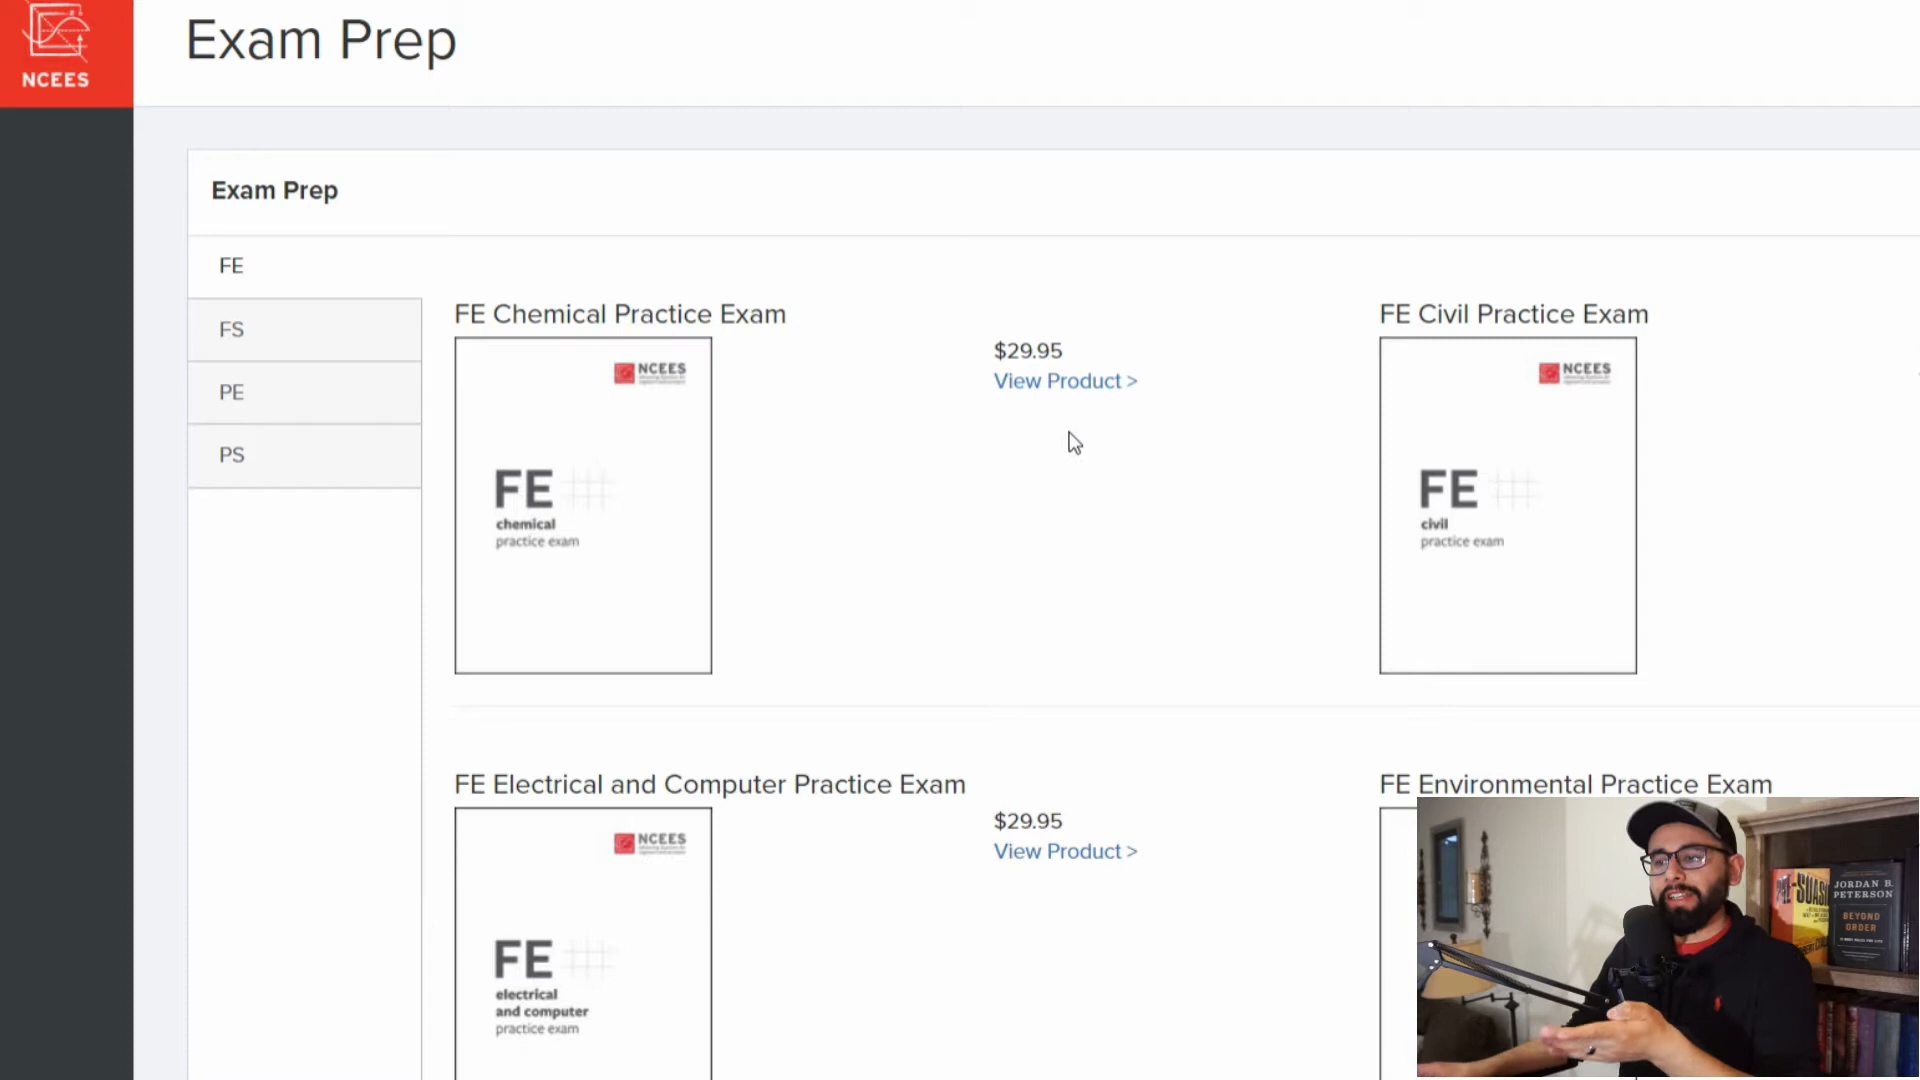 NCEES
Exam Prep
Exam Prep
FE
FS
PE
PS
FE Chemical Practice Exam
NCEES
FE
chemical
practice exam
$29.95
View Product >
FE Civil Practice Exam
NCEES
FE
civil
practice exam
FE Electrical and Computer Practice Exam
NCEES
FE
electrical
and computer
practice exam
$29.95
View Product >
FE Environmental Practice Exam
JORDAN B.
PETERSON
BEYOND
ORDER